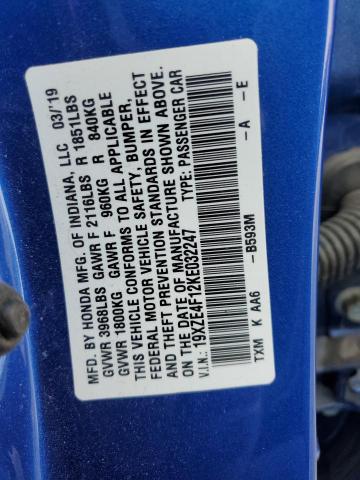 MFD. BY HONDA MFG. OF INDIANA, LLC 03/'19
GVWR 3968LBS GAWR F 2116LBS R 1851LBS
GVWR 1800KG GAWR F 960KG R 840KG
THIS VEHICLE CONFORMS TO ALL APPLICABLE
FEDERAL MOTOR VEHICLE SAFETY, BUMPER,
AND THEFT PREVENTION STANDARDS IN EFFECT
ON THE DATE OF MANUFACTURE SHOWN ABOVE.
V.I.N.: 19XZE4F12KE032247 TYPE: PASSENGER CAR
TXM K AA6 -B593M -A -E